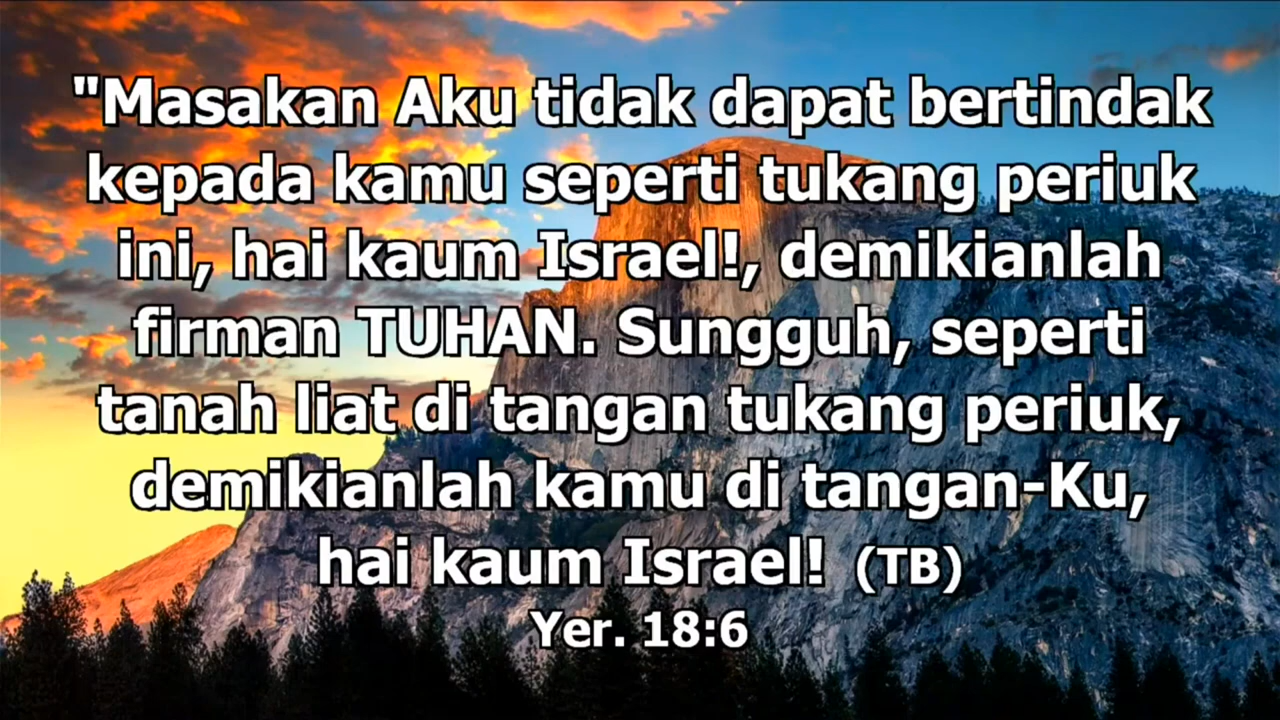 "Masakan Aku tidak dapat bertindak
kepada kamu seperti tukang periuk
ini, hai kaum Israel!, demikianlah
firman TUHAN. Sungguh, seperti
tanah liat di tangan tukang periuk,
demikianlah kamu di tangan-Ku,
hai kaum Israel! (TB)
Yer. 18:6